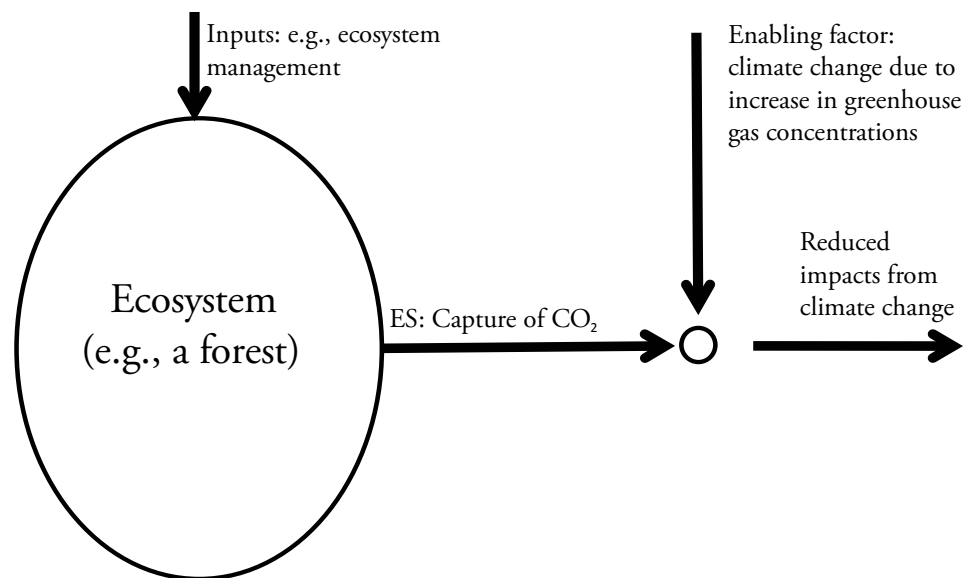 Inputs: e.g., ecosystem
management
Enabling factor:
climate change due to
increase in greenhouse
gas concentrations
Reduced
impacts from
climate change
Ecosystem
(e.g., a forest)
ES: Capture of CO₂